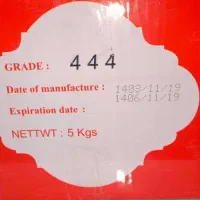 GRADE : 444
Date of manufacture : 1403/11/19
Expiration date : 1406/11/19
NETTWT : 5 Kgs